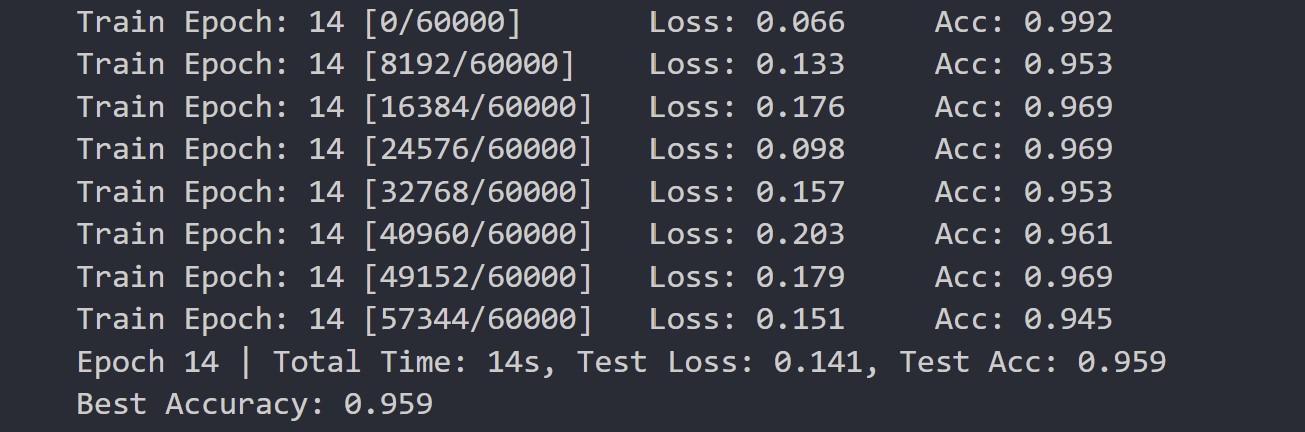 Train Epoch: 14 [0/60000]       Loss: 0.066     Acc: 0.992
Train Epoch: 14 [8192/60000]    Loss: 0.133     Acc: 0.953
Train Epoch: 14 [16384/60000]   Loss: 0.176     Acc: 0.969
Train Epoch: 14 [24576/60000]   Loss: 0.098     Acc: 0.969
Train Epoch: 14 [32768/60000]   Loss: 0.157     Acc: 0.953
Train Epoch: 14 [40960/60000]   Loss: 0.203     Acc: 0.961
Train Epoch: 14 [49152/60000]   Loss: 0.179     Acc: 0.969
Train Epoch: 14 [57344/60000]   Loss: 0.151     Acc: 0.945
Epoch 14 | Total Time: 14s, Test Loss: 0.141, Test Acc: 0.959
Best Accuracy: 0.959